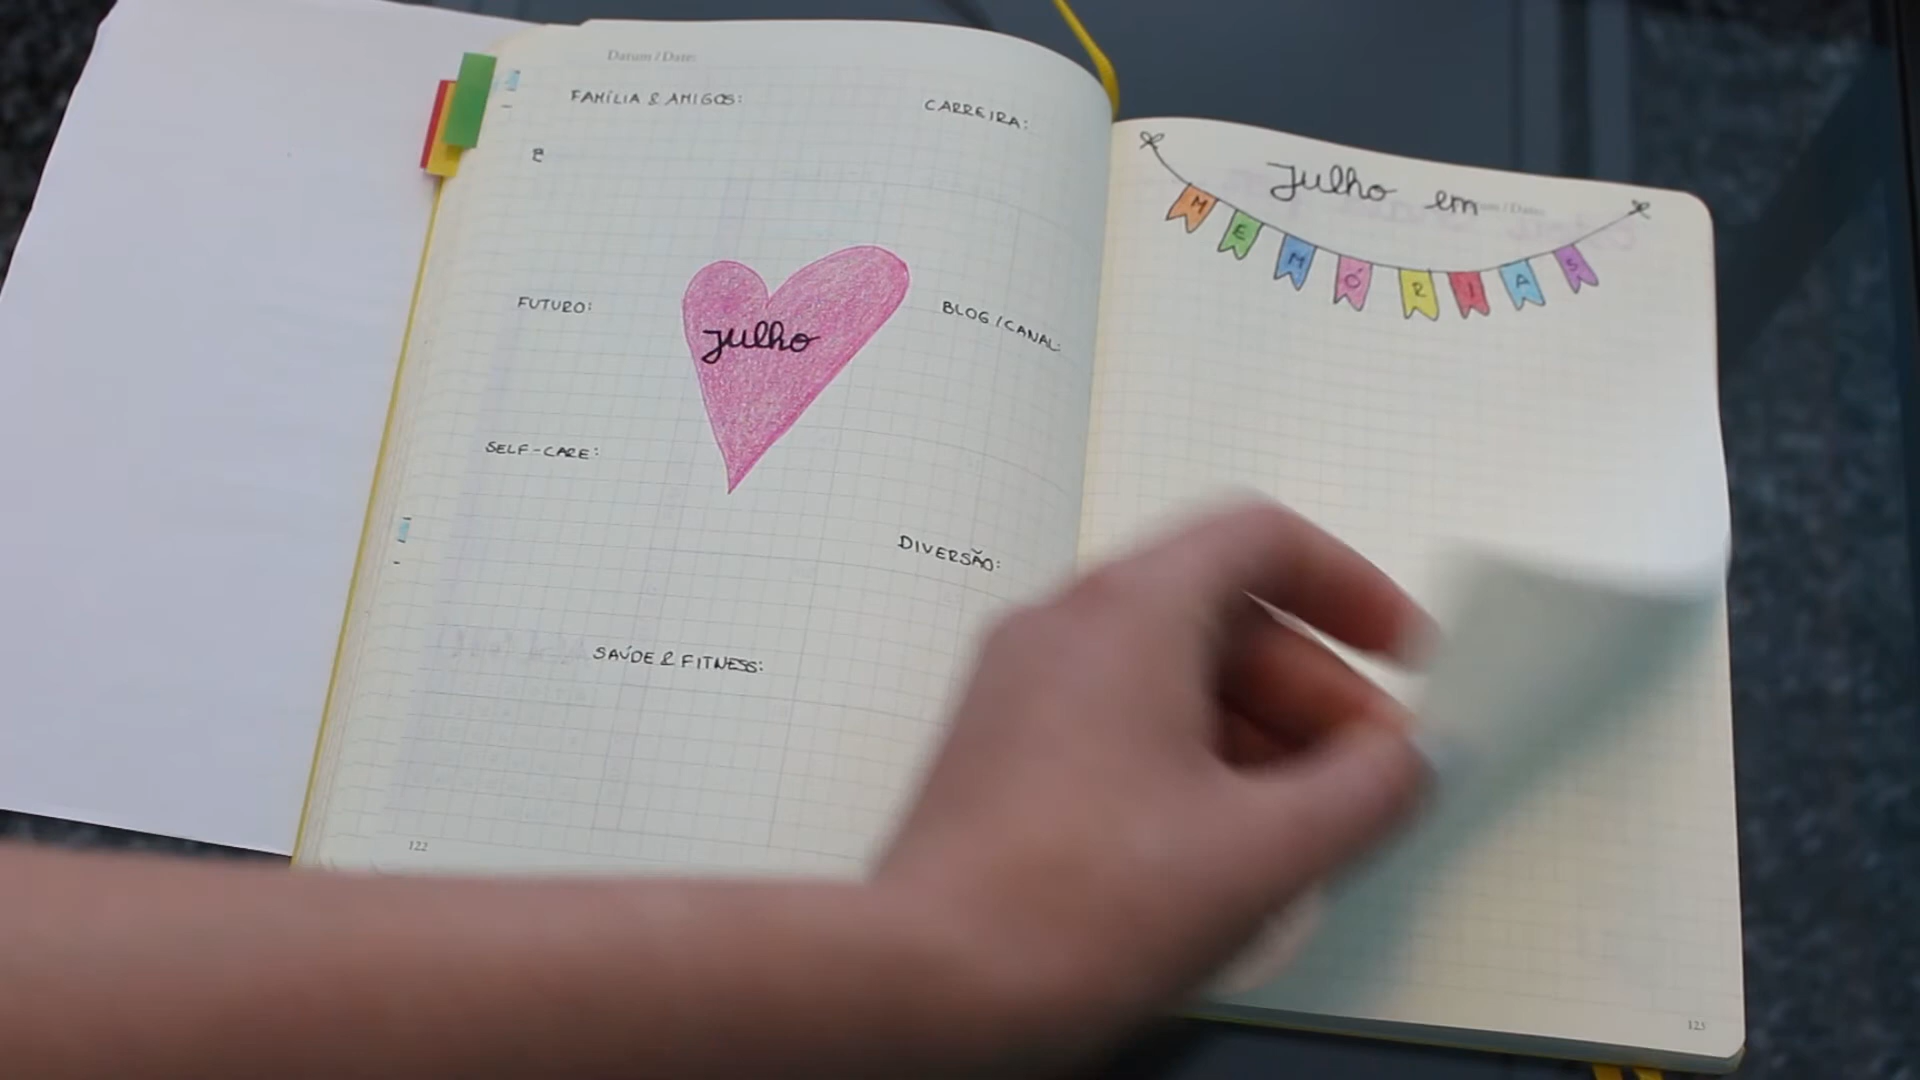 Datum / Date:
FAMÍLIA & AMIGOS:
CARREIRA:
FUTURO:
julho
BLOG/CANAL:
SELF-CARE:
DIVERSÃO:
SAÚDE & FITNESS:
122
Julho em
MEMÓRIAS
123